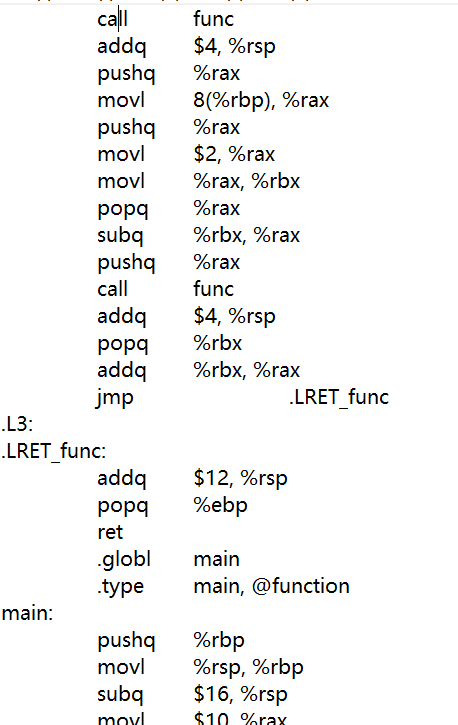 call func
addq $4, %rsp
pushq %rax
movl 8(%rbp), %rax
pushq %rax
movl $2, %rax
movl %rax, %rbx
popq %rax
subq %rbx, %rax
pushq %rax
call func
addq $4, %rsp
popq %rbx
addq %rbx, %rax
jmp .LRET_func
.L3:
.LRET_func:
addq $12, %rsp
popq %ebp
ret
.globl main
.type main, @function
main:
pushq %rbp
movl %rsp, %rbp
subq $16, %rsp
movl $10, %rax